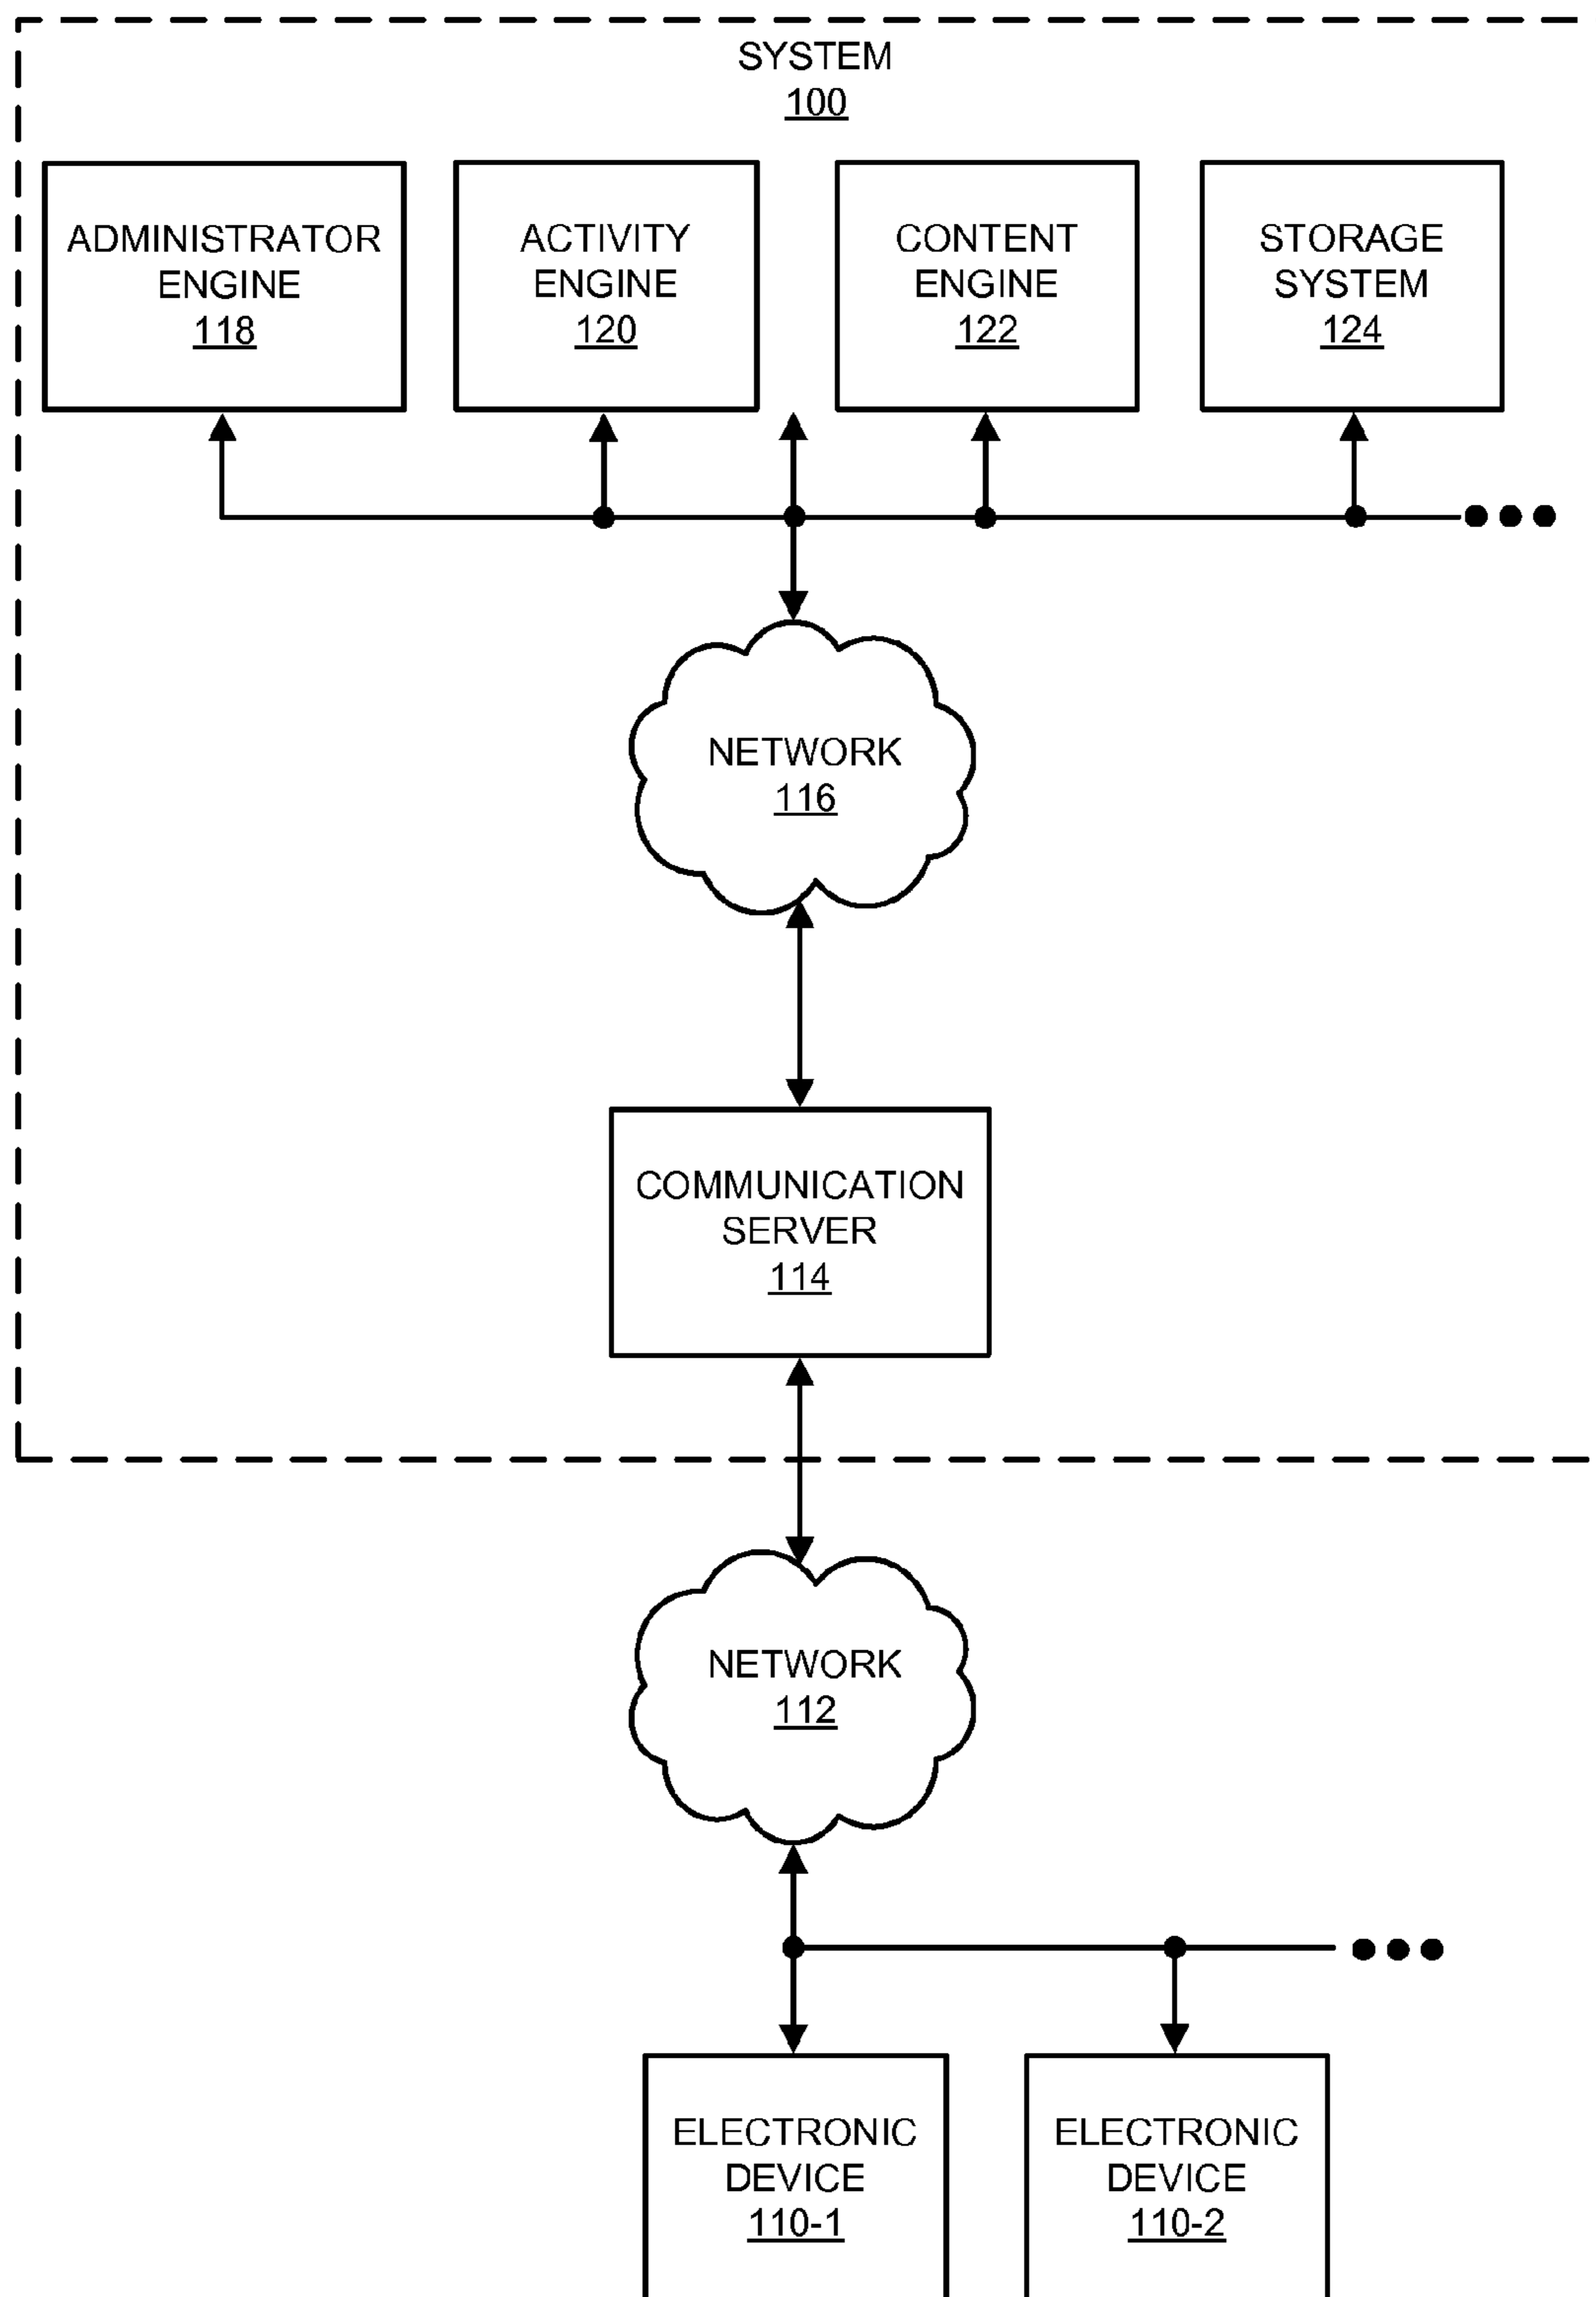 SYSTEM
100
ADMINISTRATOR
ENGINE
118
ACTIVITY
ENGINE
120
CONTENT
ENGINE
122
STORAGE
SYSTEM
124
NETWORK
116
COMMUNICATION
SERVER
114
NETWORK
112
ELECTRONIC
DEVICE
110-1
ELECTRONIC
DEVICE
110-2